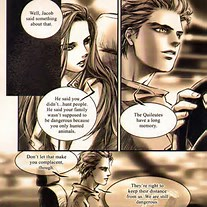 Well, Jacob
said something
about that.
He said you
didn't...hunt people.
He said your family
wasn't supposed to
be dangerous because
you only hunted
animals.
The Quileutes
have a long
memory.
Don't let that make
you complacent,
though.
They're right to
keep their distance
from us. We are still
dangerous.